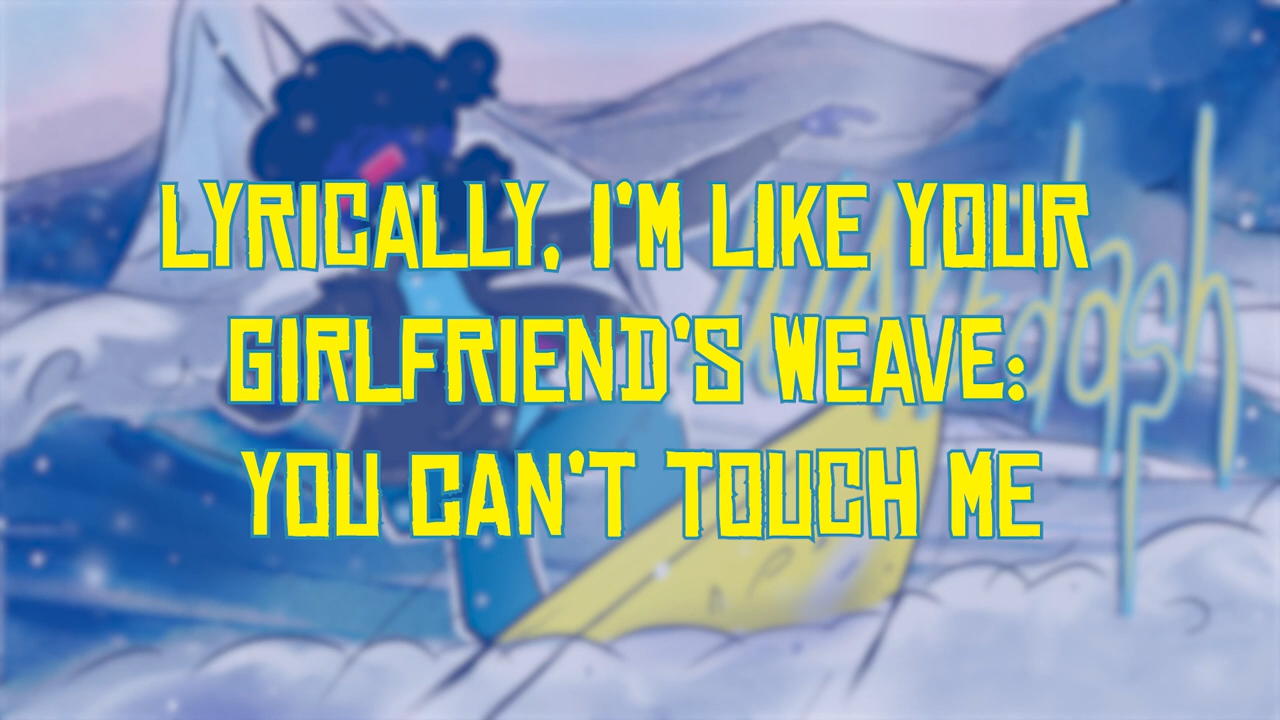 LYRICALLY, I'M LIKE YOUR
GIRLFRIEND'S WEAVE:
YOU CAN'T TOUCH ME